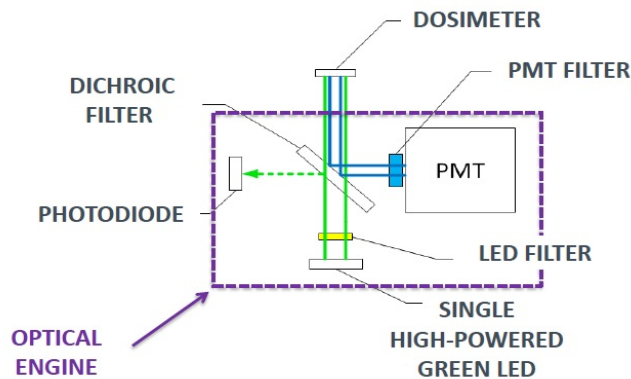 DOSIMETER
DICHROIC
FILTER
PMT FILTER
PMT
PHOTODIODE
LED FILTER
SINGLE
HIGH-POWERED
GREEN LED
OPTICAL
ENGINE